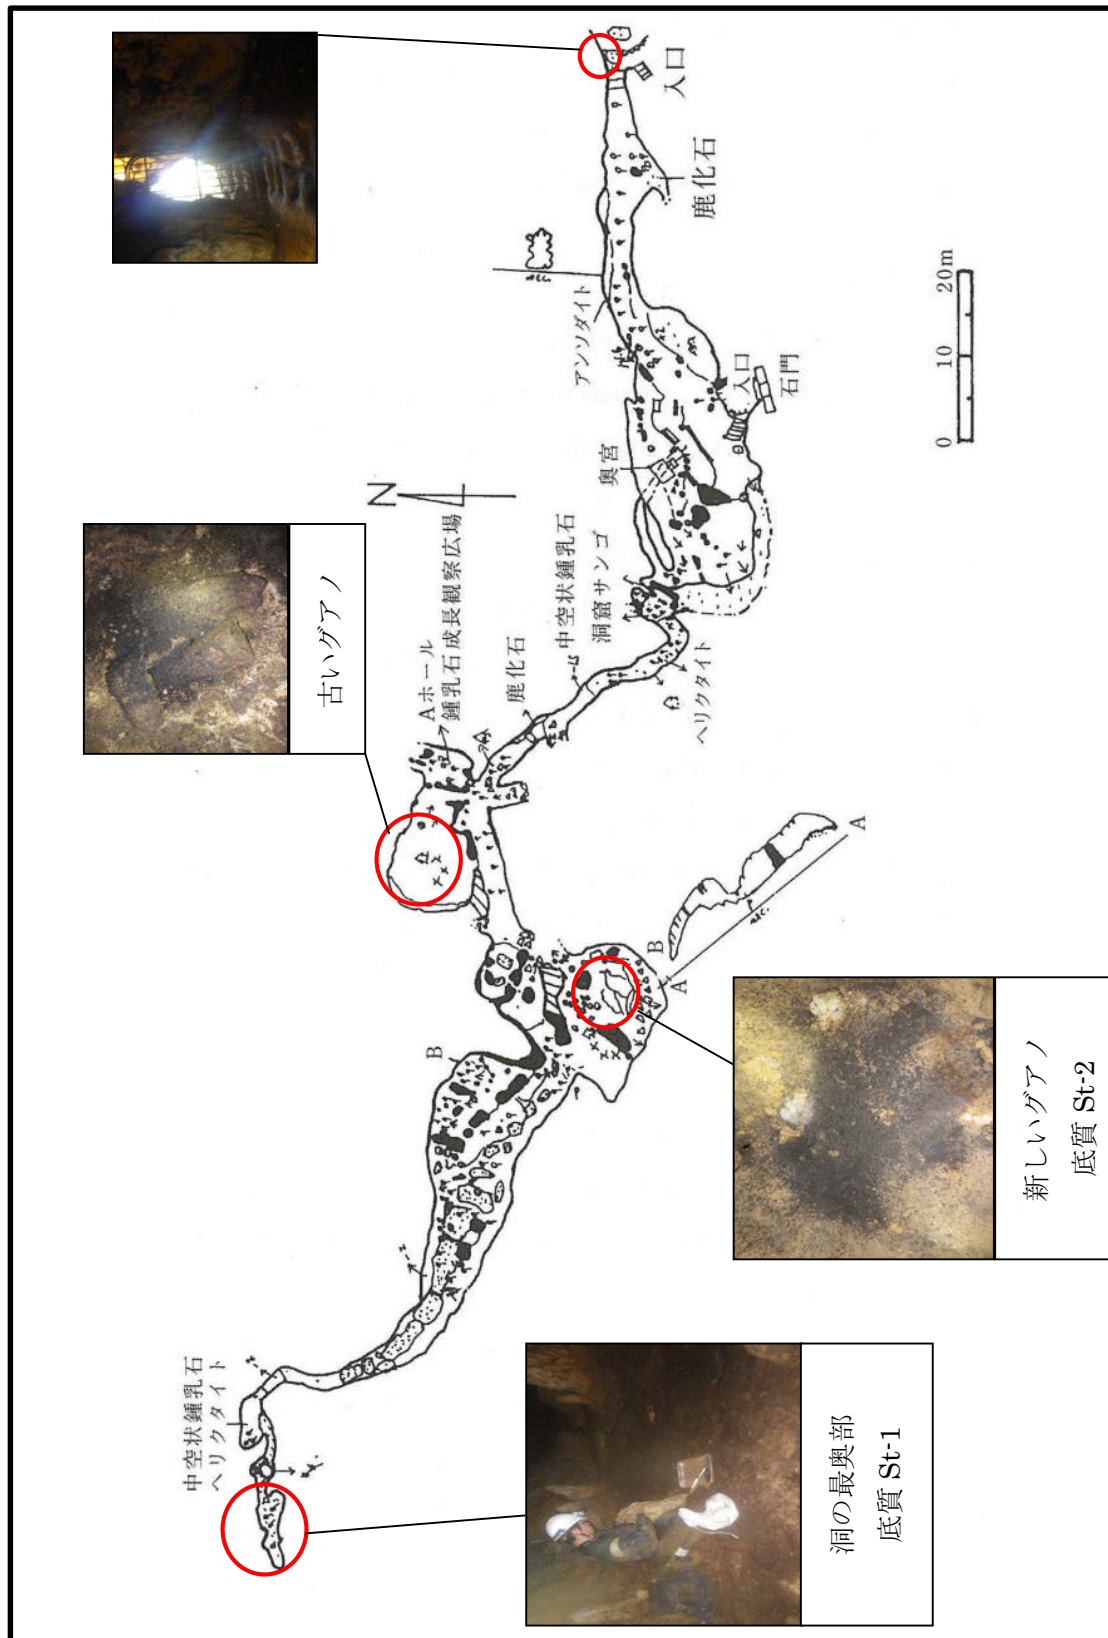 入口
鹿化石
アンソダイト
入口
石門
0 10 20m
奥宮
N
洞窟サンゴ
中空状鍾乳石
ヘリクタイト
鹿化石
Aホール
鍾乳石成長観察広場
古いグアノ
A
B
A
B
新しいグアノ
底質 St-2
中空状鍾乳石
ヘリクタイト
洞の最奥部
底質 St-1